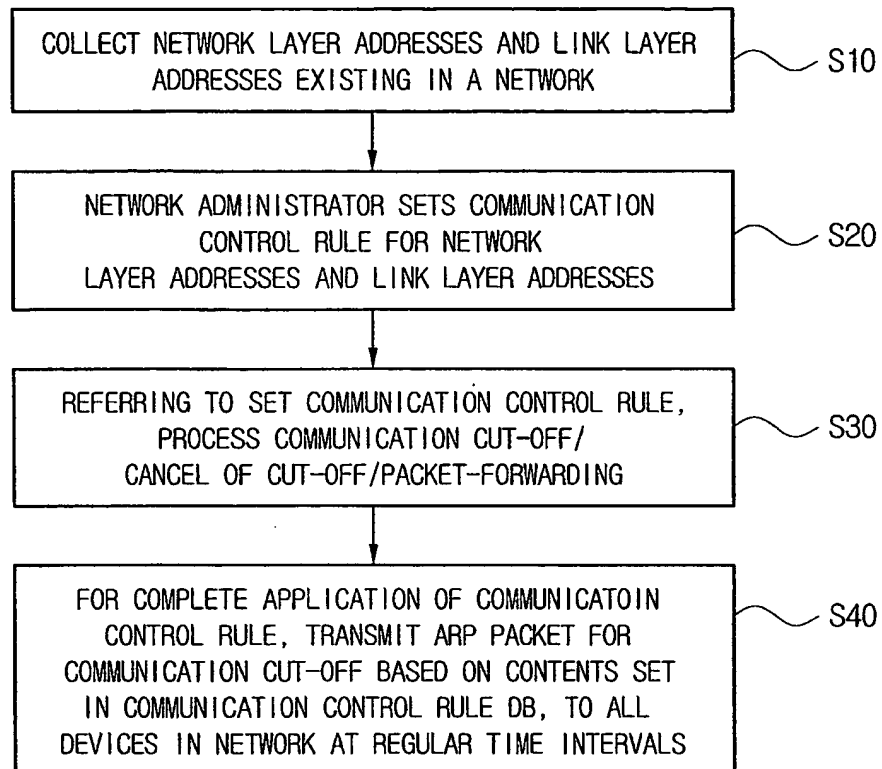 COLLECT NETWORK LAYER ADDRESSES AND LINK LAYER
ADDRESSES EXISTING IN A NETWORK
S10
NETWORK ADMINISTRATOR SETS COMMUNICATION
CONTROL RULE FOR NETWORK
LAYER ADDRESSES AND LINK LAYER ADDRESSES
S20
REFERRING TO SET COMMUNICATION CONTROL RULE,
PROCESS COMMUNICATION CUT-OFF/
CANCEL OF CUT-OFF/PACKET-FORWARDING
S30
FOR COMPLETE APPLICATION OF COMMUNICATOIN
CONTROL RULE, TRANSMIT ARP PACKET FOR
COMMUNICATION CUT-OFF BASED ON CONTENTS SET
IN COMMUNICATION CONTROL RULE DB, TO ALL
DEVICES IN NETWORK AT REGULAR TIME INTERVALS
S40